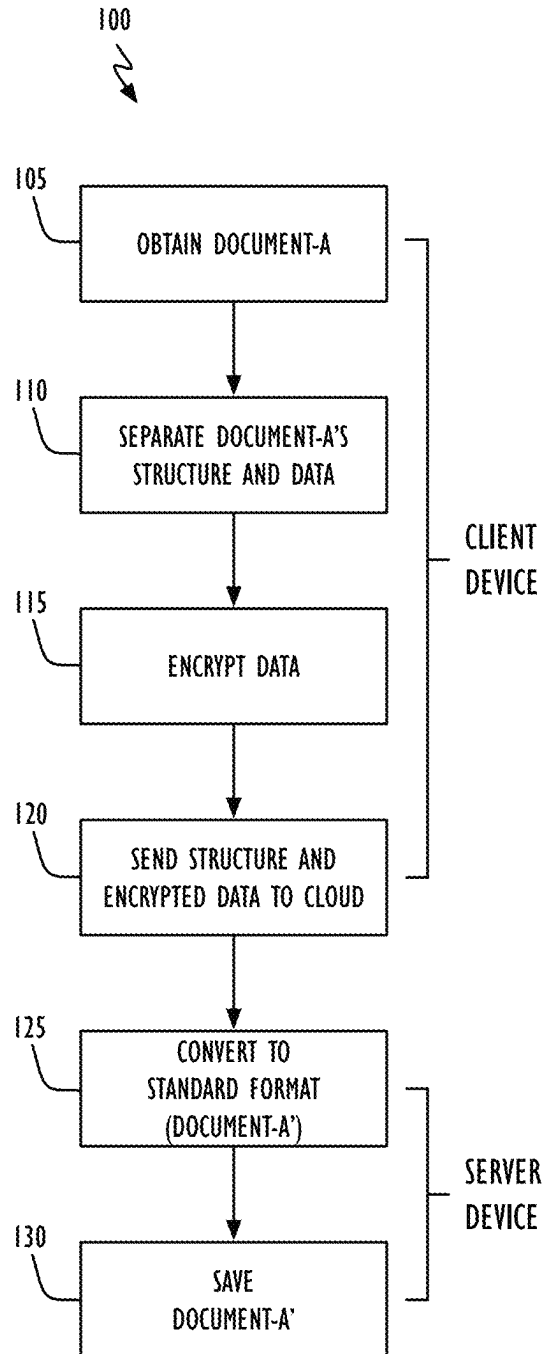 100
105
OBTAIN DOCUMENT-A
110
SEPARATE DOCUMENT-A'S
STRUCTURE AND DATA
CLIENT
DEVICE
115
ENCRYPT DATA
120
SEND STRUCTURE AND
ENCRYPTED DATA TO CLOUD
125
CONVERT TO
STANDARD FORMAT
(DOCUMENT-A')
SERVER
DEVICE
130
SAVE
DOCUMENT-A'